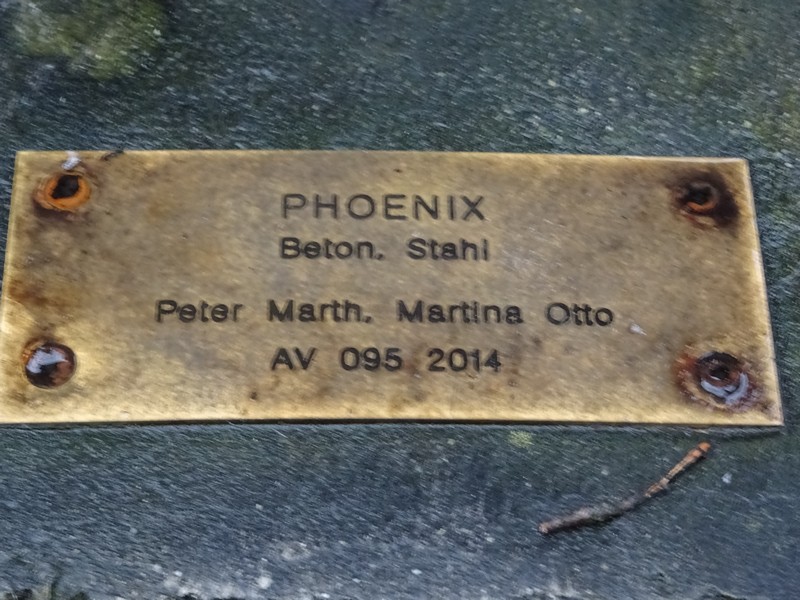 PHOENIX
Beton, Stahl
Peter Marth, Martina Otto
AV 095 2014